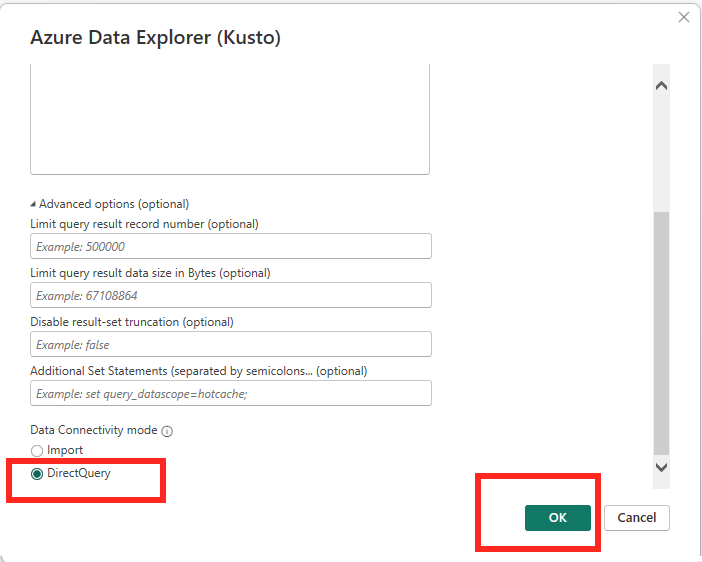 Azure Data Explorer (Kusto)
Advanced options (optional)
Limit query result record number (optional)
Example: 500000
Limit query result data size in Bytes (optional)
Example: 67108864
Disable result-set truncation (optional)
Example: false
Additional Set Statements (separated by semicolons... (optional)
Example: set query_datascope=hotcache;
Data Connectivity mode
Import
DirectQuery
OK
Cancel